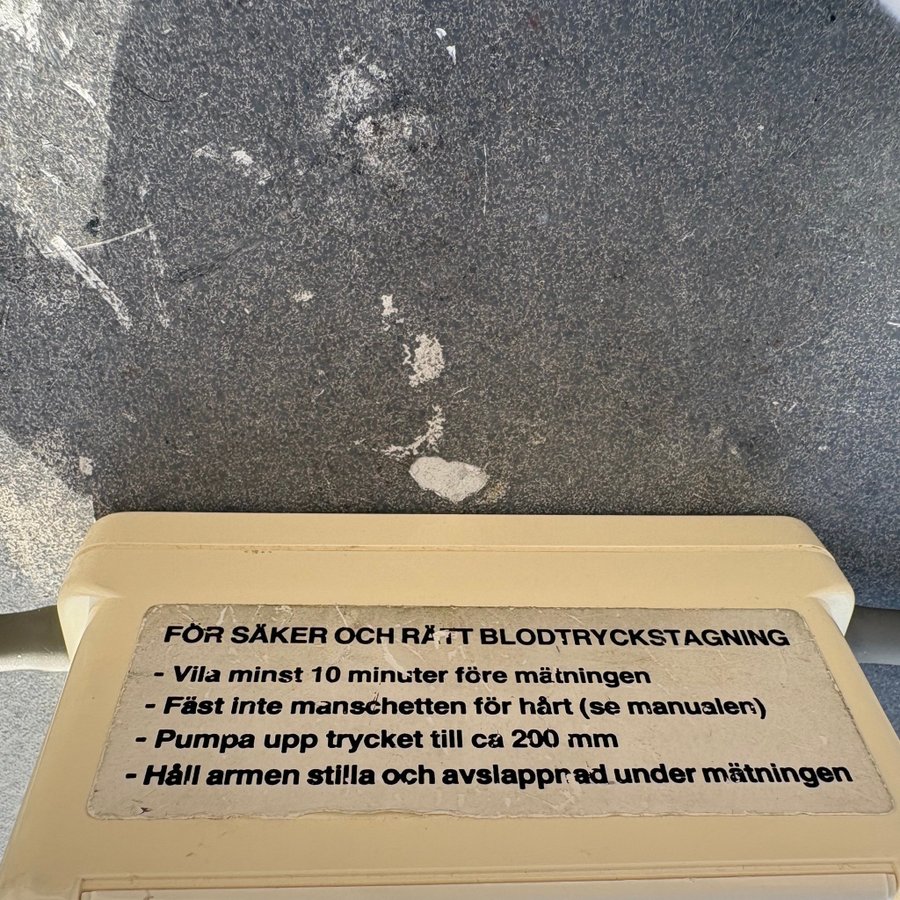 FÖR SÄKER OCH RÄTT BLODTRYCKSTAGNING
- Vila minst 10 minuter före mätningen
- Fäst inte manschetten för hårt (se manualen)
- Pumpa upp trycket till ca 200 mm
- Håll armen stilla och avslappnad under mätningen